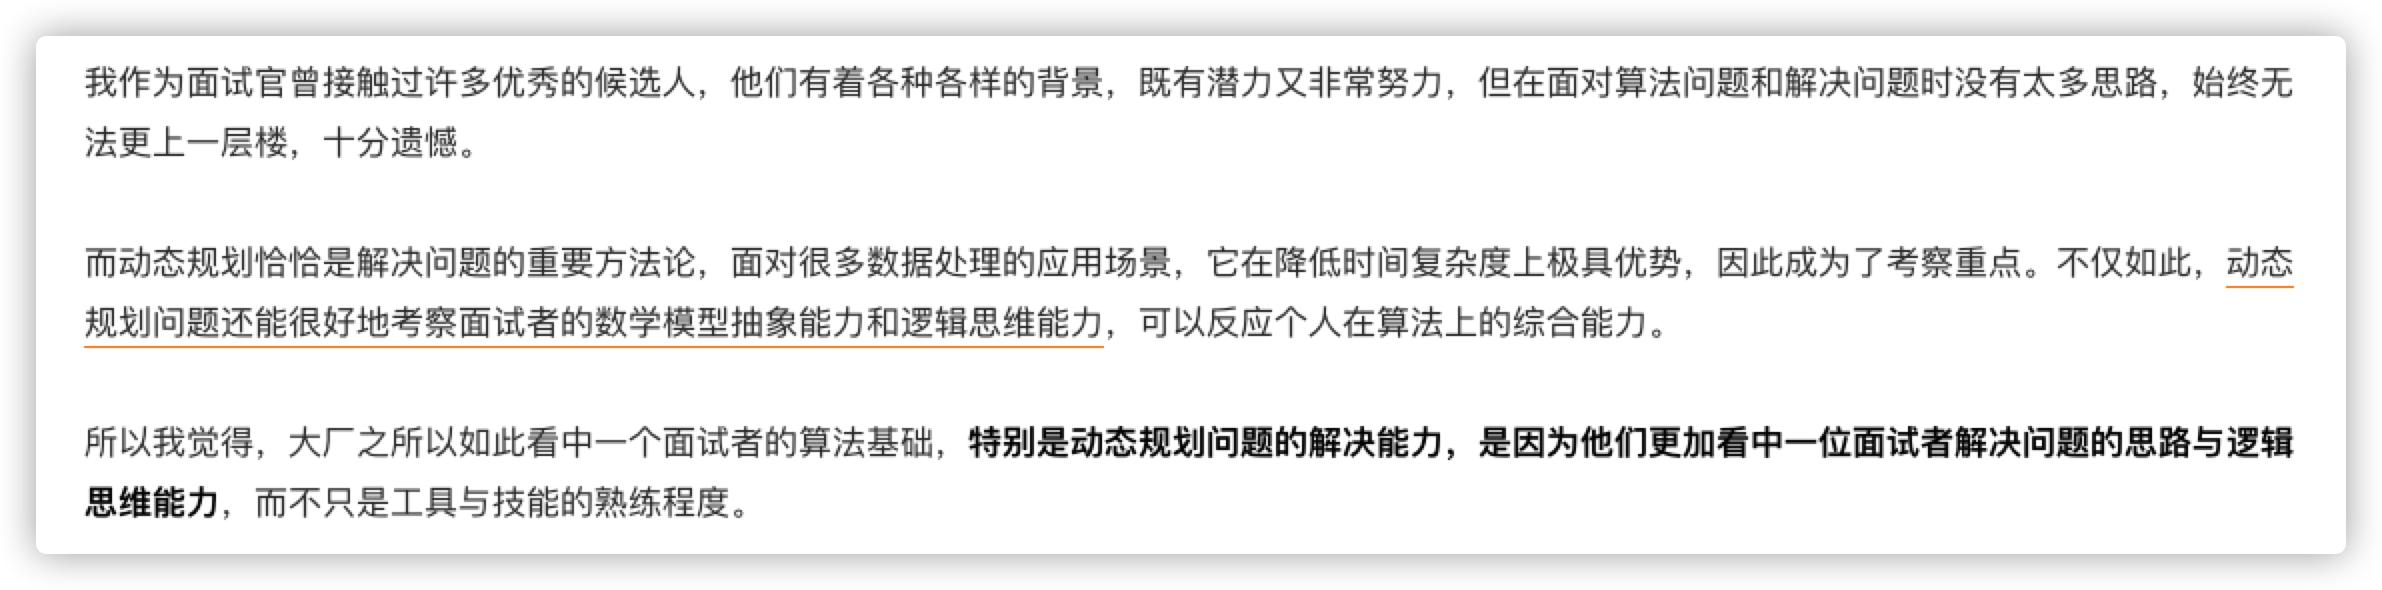 我作为面试官曾接触过许多优秀的候选人，他们有着各种各样的背景，既有潜力又非常努力，但在面对算法问题和解决问题时没有太多思路，始终无
法更上一层楼，十分遗憾。
而动态规划恰恰是解决问题的重要方法论，面对很多数据处理的应用场景，它在降低时间复杂度上极具优势，因此成为了考察重点。不仅如此，动态
规划问题还能很好地考察面试者的数学模型抽象能力和逻辑思维能力，可以反应个人在算法上的综合能力。
所以我觉得，大厂之所以如此看中一个面试者的算法基础，特别是动态规划问题的解决能力，是因为他们更加看中一位面试者解决问题的思路与逻辑
思维能力，而不只是工具与技能的熟练程度。